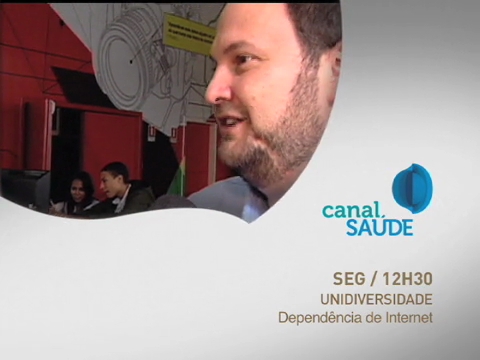 canal
SAÚDE
SEG / 12H30
UNIDIVERSIDADE
Dependência de Internet